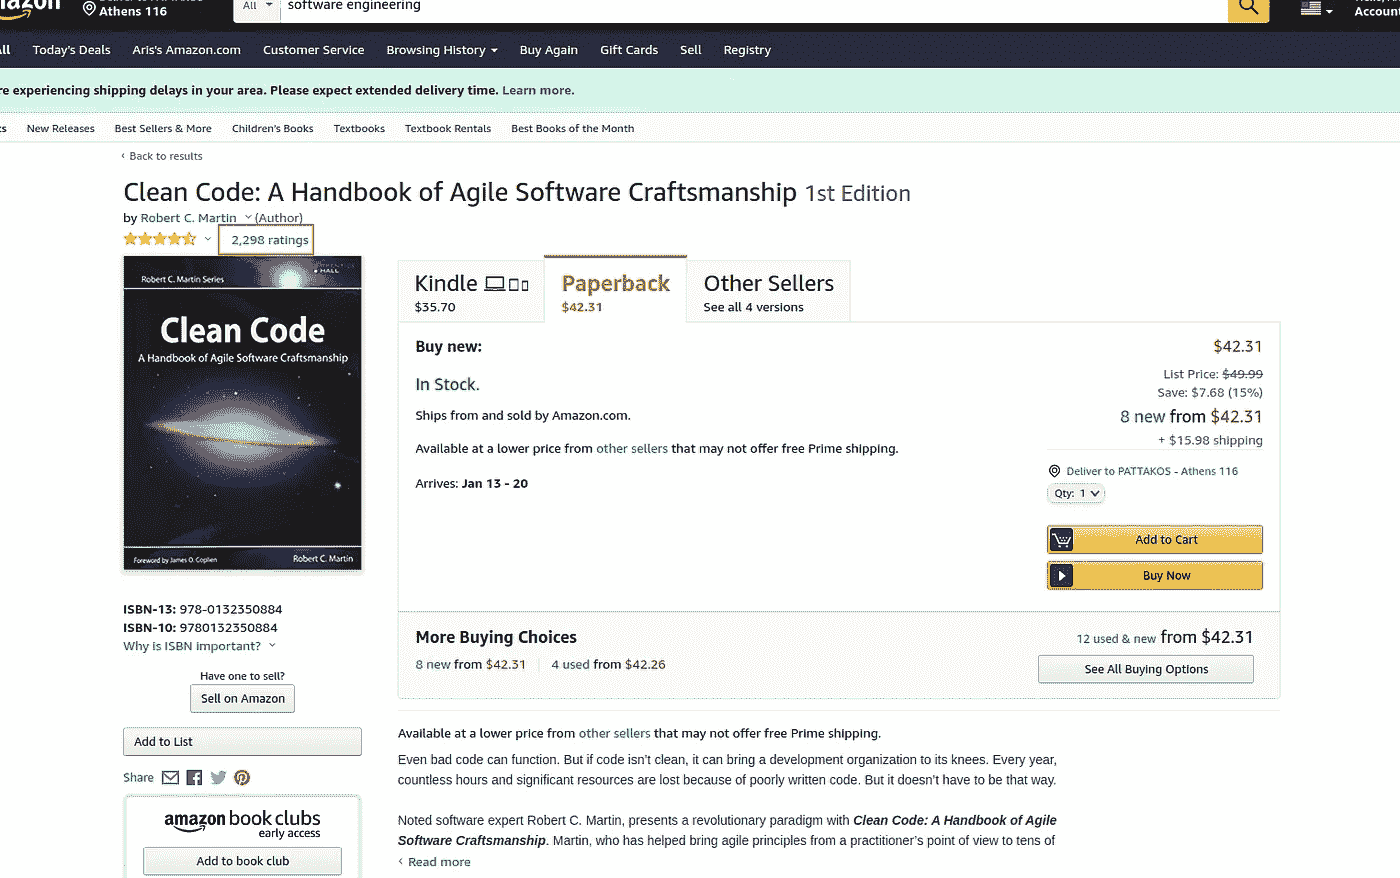 Athens 116
All
software engineering
Accoun
Today's Deals Aris's Amazon.com Customer Service Browsing History Buy Again Gift Cards Sell Registry
re experiencing shipping delays in your area. Please expect extended delivery time. Learn more.
New Releases Best Sellers & More Children's Books Textbooks Textbook Rentals Best Books of the Month
‹ Back to results
Clean Code: A Handbook of Agile Software Craftsmanship 1st Edition
by Robert C. Martin (Author)
2,298 ratings
HALL
Robert C. Martin Series
Clean Code
A Handbook of Agile Software Craftsmanship
Foreword by James O. Coplien Robert C. Martin
Kindle
$35.70
Paperback
$42.31
Other Sellers
See all 4 versions
Buy new: $42.31
List Price: $49.99
In Stock.
Save: $7.68 (15%)
Ships from and sold by Amazon.com.
8 new from $42.31
+ $15.98 shipping
Available at a lower price from other sellers that may not offer free Prime shipping.
Deliver to PATTAKOS - Athens 116
Arrives: Jan 13 - 20
Qty: 1
Add to Cart
Buy Now
ISBN-13: 978-0132350884
ISBN-10: 9780132350884
Why is ISBN important?
More Buying Choices
12 used & new from $42.31
8 new from $42.31 4 used from $42.26
See All Buying Options
Have one to sell?
Sell on Amazon
Add to List
Share
amazon book clubs
early access
Add to book club
Available at a lower price from other sellers that may not offer free Prime shipping.
Even bad code can function. But if code isn't clean, it can bring a development organization to its knees. Every year,
countless hours and significant resources are lost because of poorly written code. But it doesn't have to be that way.
Noted software expert Robert C. Martin, presents a revolutionary paradigm with Clean Code: A Handbook of Agile
Software Craftsmanship. Martin, who has helped bring agile principles from a practitioner's point of view to tens of
‹ Read more